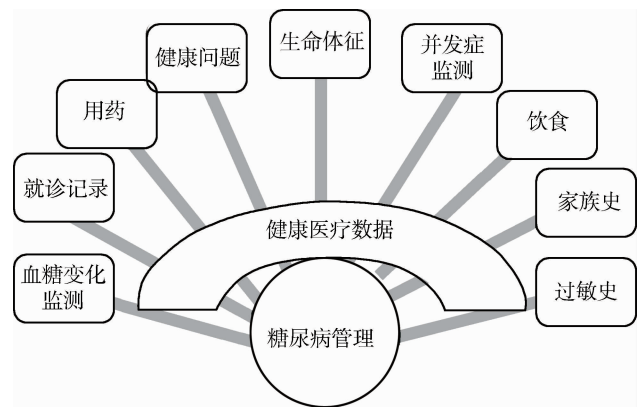 生命体征
并发症
监测
健康问题
用药
饮食
就诊记录
家族史
健康医疗数据
血糖变化
监测
过敏史
糖尿病管理